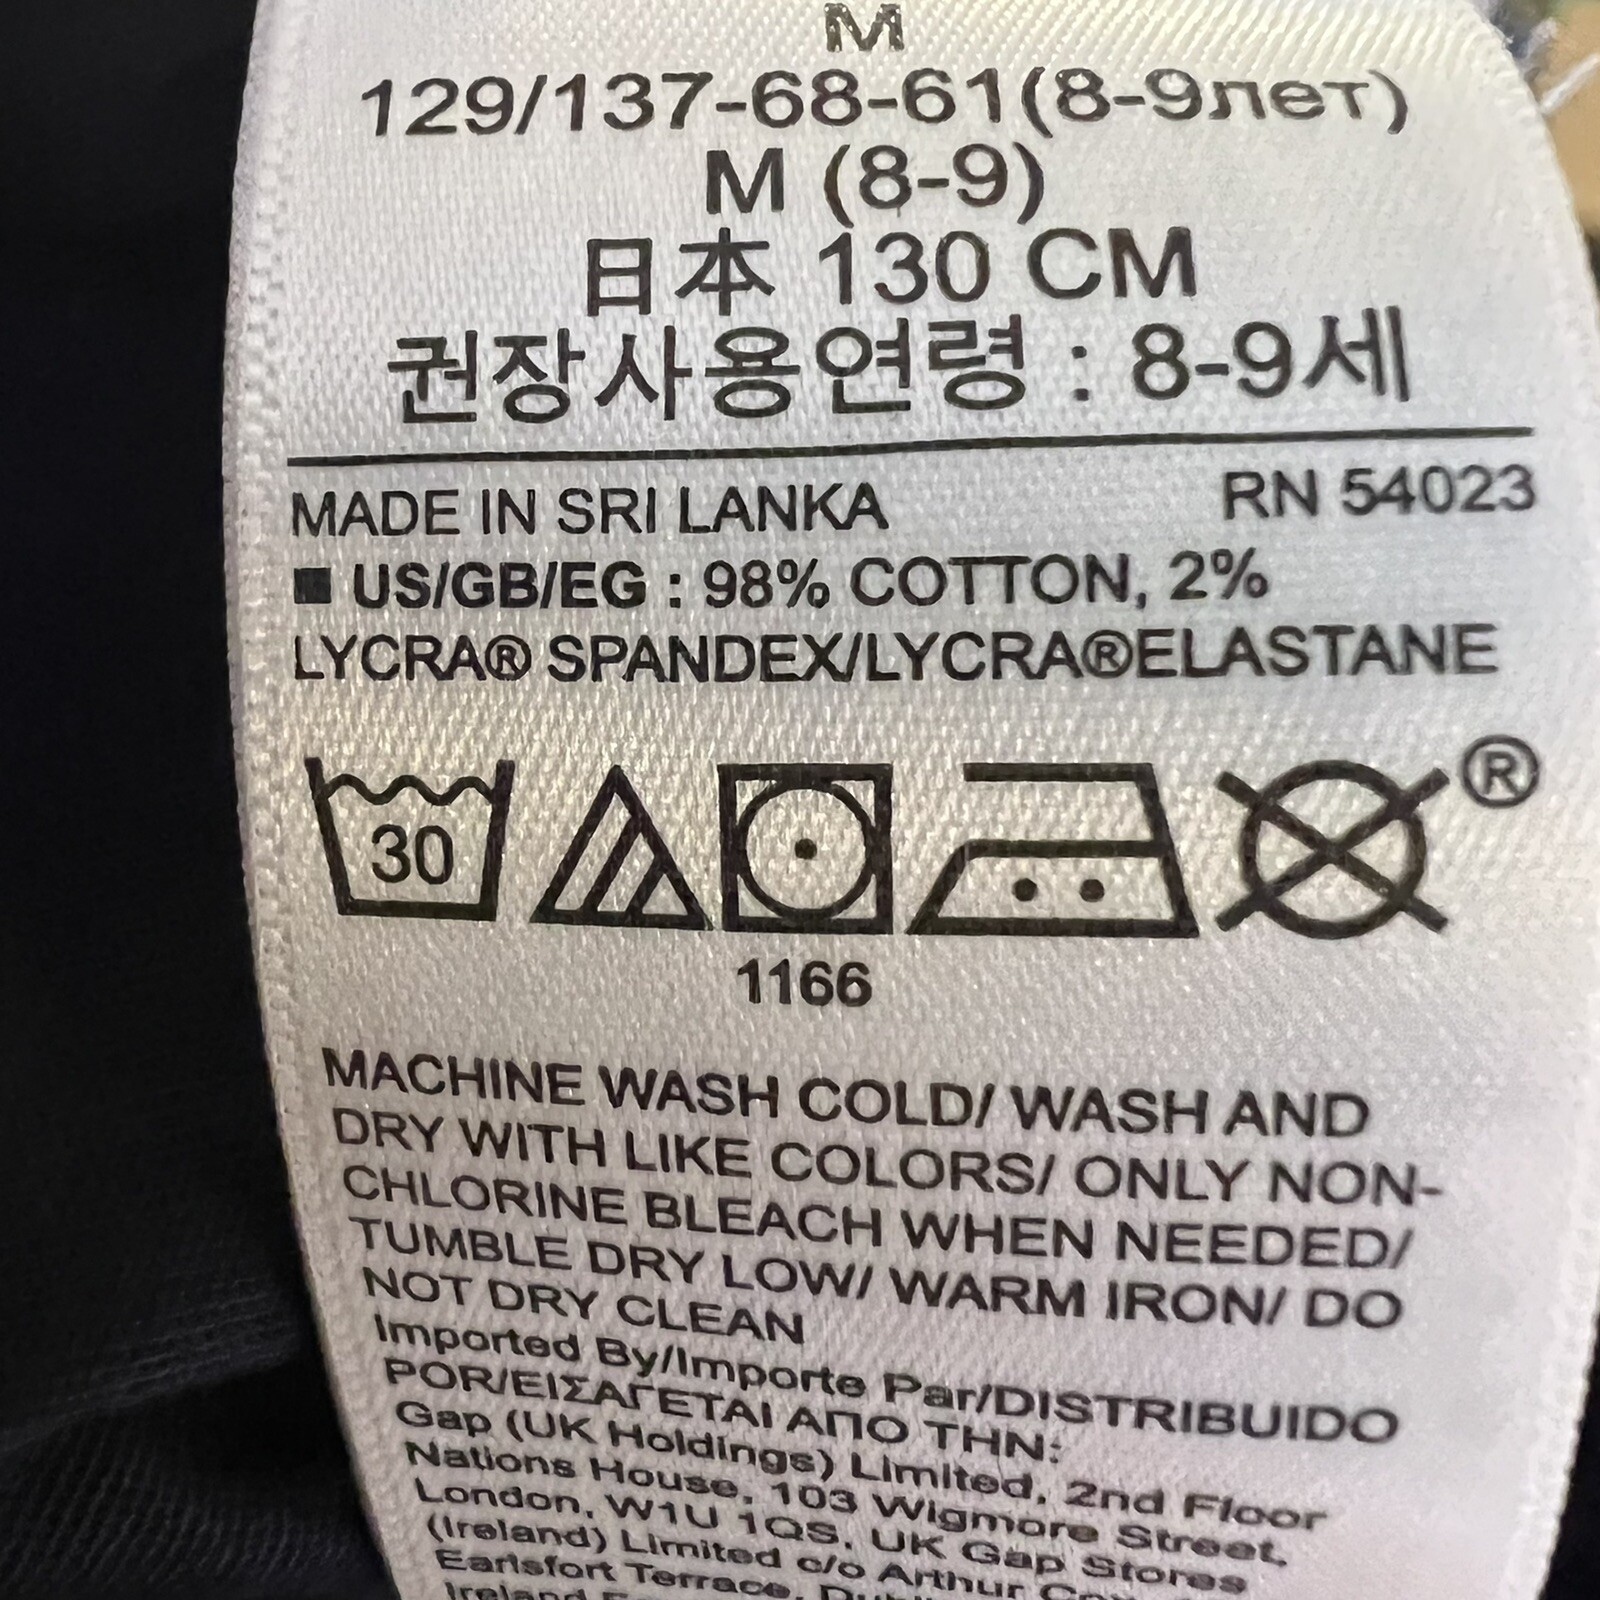 M
129/137-68-61(8-9лет)
M (8-9)
日本 130 CM
권장사용연령 : 8-9세
MADE IN SRI LANKA RN 54023
■ US/GB/EG : 98% COTTON, 2%
LYCRA® SPANDEX/LYCRA®ELASTANE
30
®
1166
MACHINE WASH COLD/ WASH AND
DRY WITH LIKE COLORS/ ONLY NON-
CHLORINE BLEACH WHEN NEEDED/
TUMBLE DRY LOW/ WARM IRON/ DO
NOT DRY CLEAN
Imported By/Importe Par/DISTRIBUIDO
POR/ΕΙΣΑΓΕΤΑΙ ΑΠΟ ΤΗΝ:
Gap (UK Holdings) Limited, 2nd Floor
Nations House, 103 Wigmore Street,
London, W1U 1QS, UK Gap Stores
(Ireland) Limited c/o Arthur
Earlsfort Terrace,
Ireland